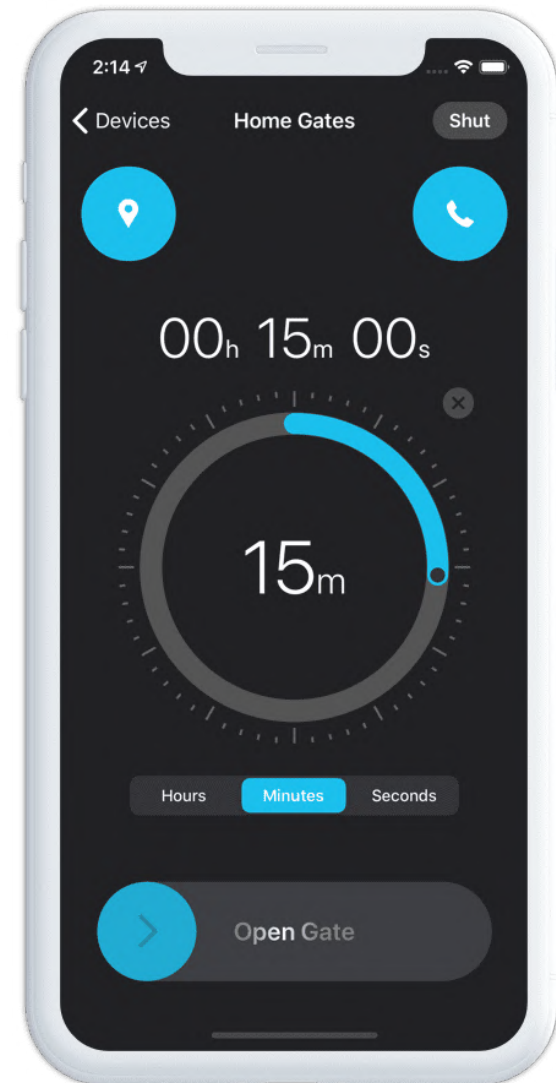 2:14
Devices Home Gates Shut
00h 15m 00s
15m
Hours Minutes Seconds
Open Gate